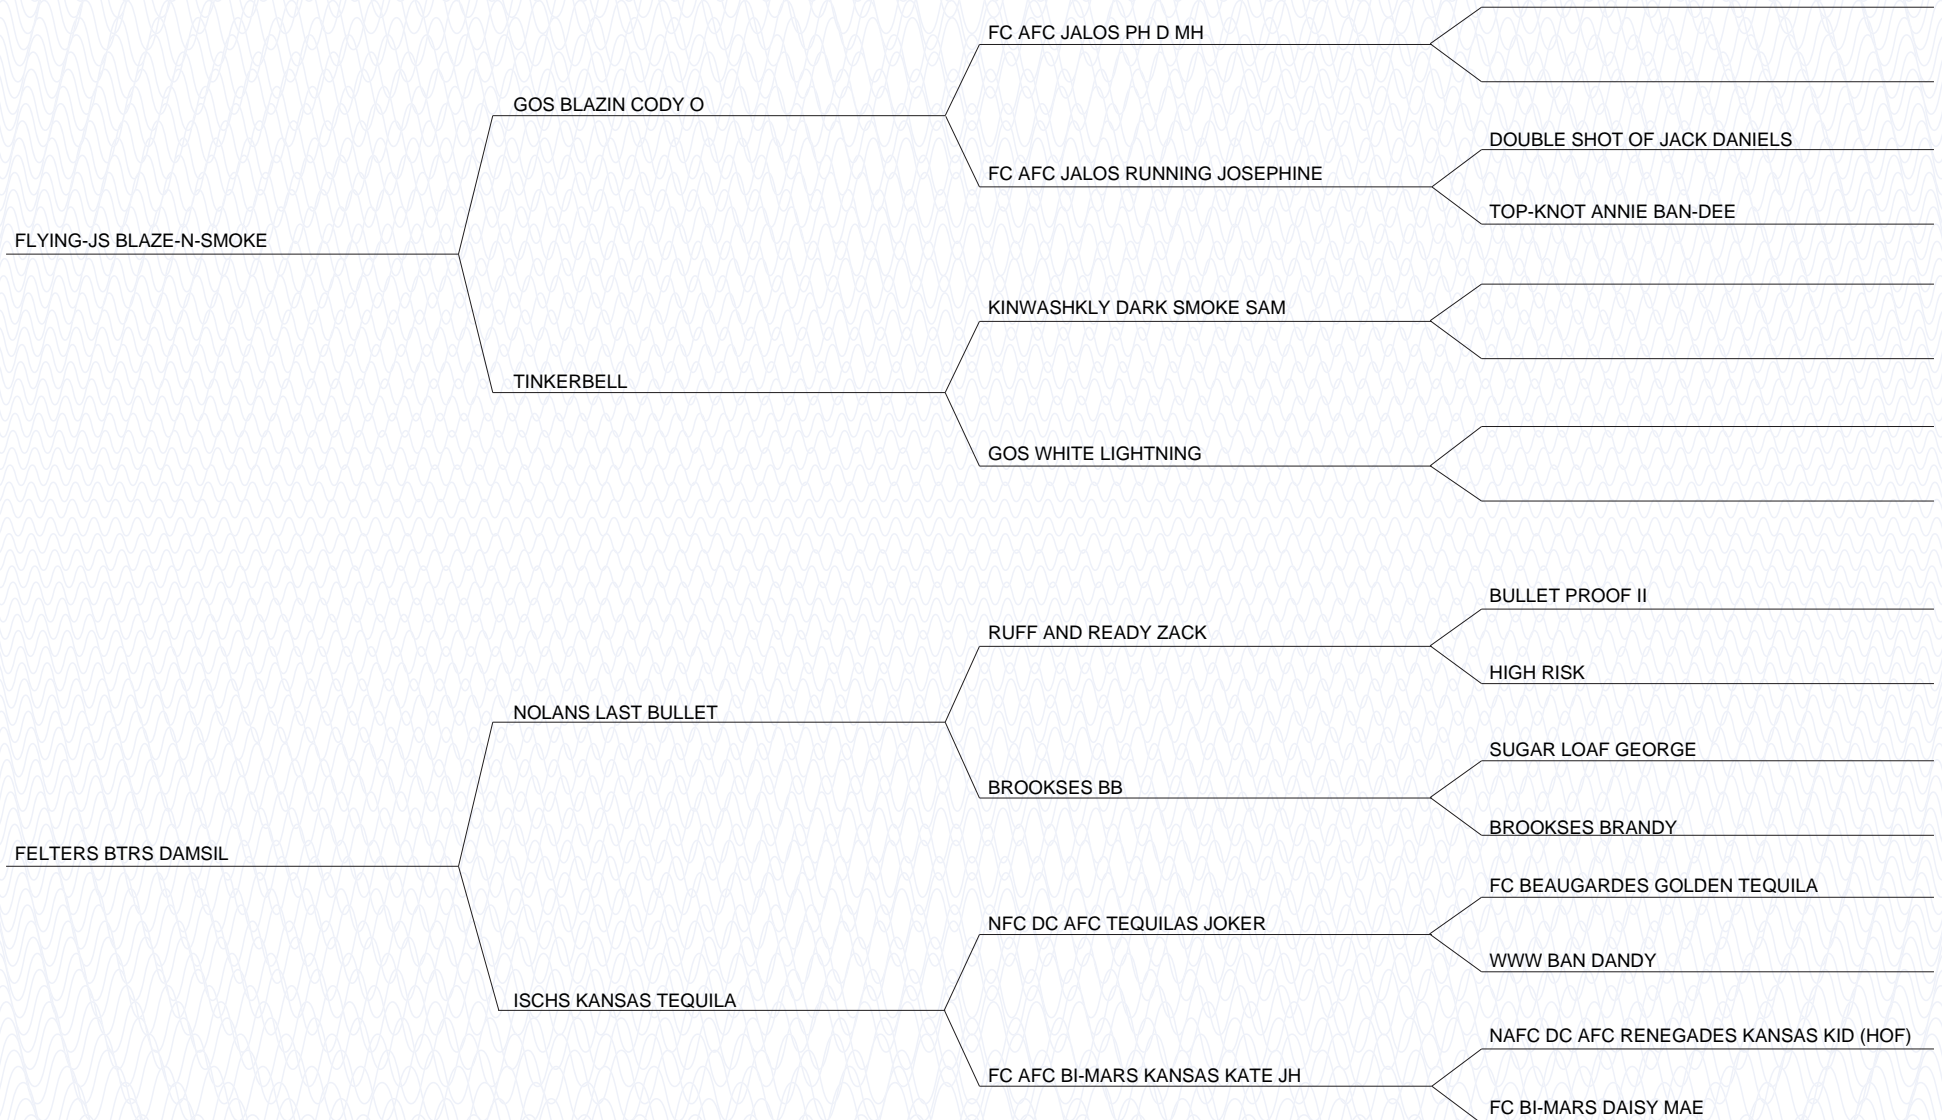 FC AFC JALOS PH D MH
GOS BLAZIN CODY O
DOUBLE SHOT OF JACK DANIELS
FC AFC JALOS RUNNING JOSEPHINE
TOP-KNOT ANNIE BAN-DEE
FLYING-JS BLAZE-N-SMOKE
KINWASHKLY DARK SMOKE SAM
TINKERBELL
GOS WHITE LIGHTNING
BULLET PROOF II
RUFF AND READY ZACK
HIGH RISK
NOLANS LAST BULLET
SUGAR LOAF GEORGE
BROOKSES BB
BROOKSES BRANDY
FELTERS BTRS DAMSIL
FC BEAUGARDES GOLDEN TEQUILA
NFC DC AFC TEQUILAS JOKER
WWW BAN DANDY
ISCHS KANSAS TEQUILA
NAFC DC AFC RENEGADES KANSAS KID (HOF)
FC AFC BI-MARS KANSAS KATE JH
FC BI-MARS DAISY MAE